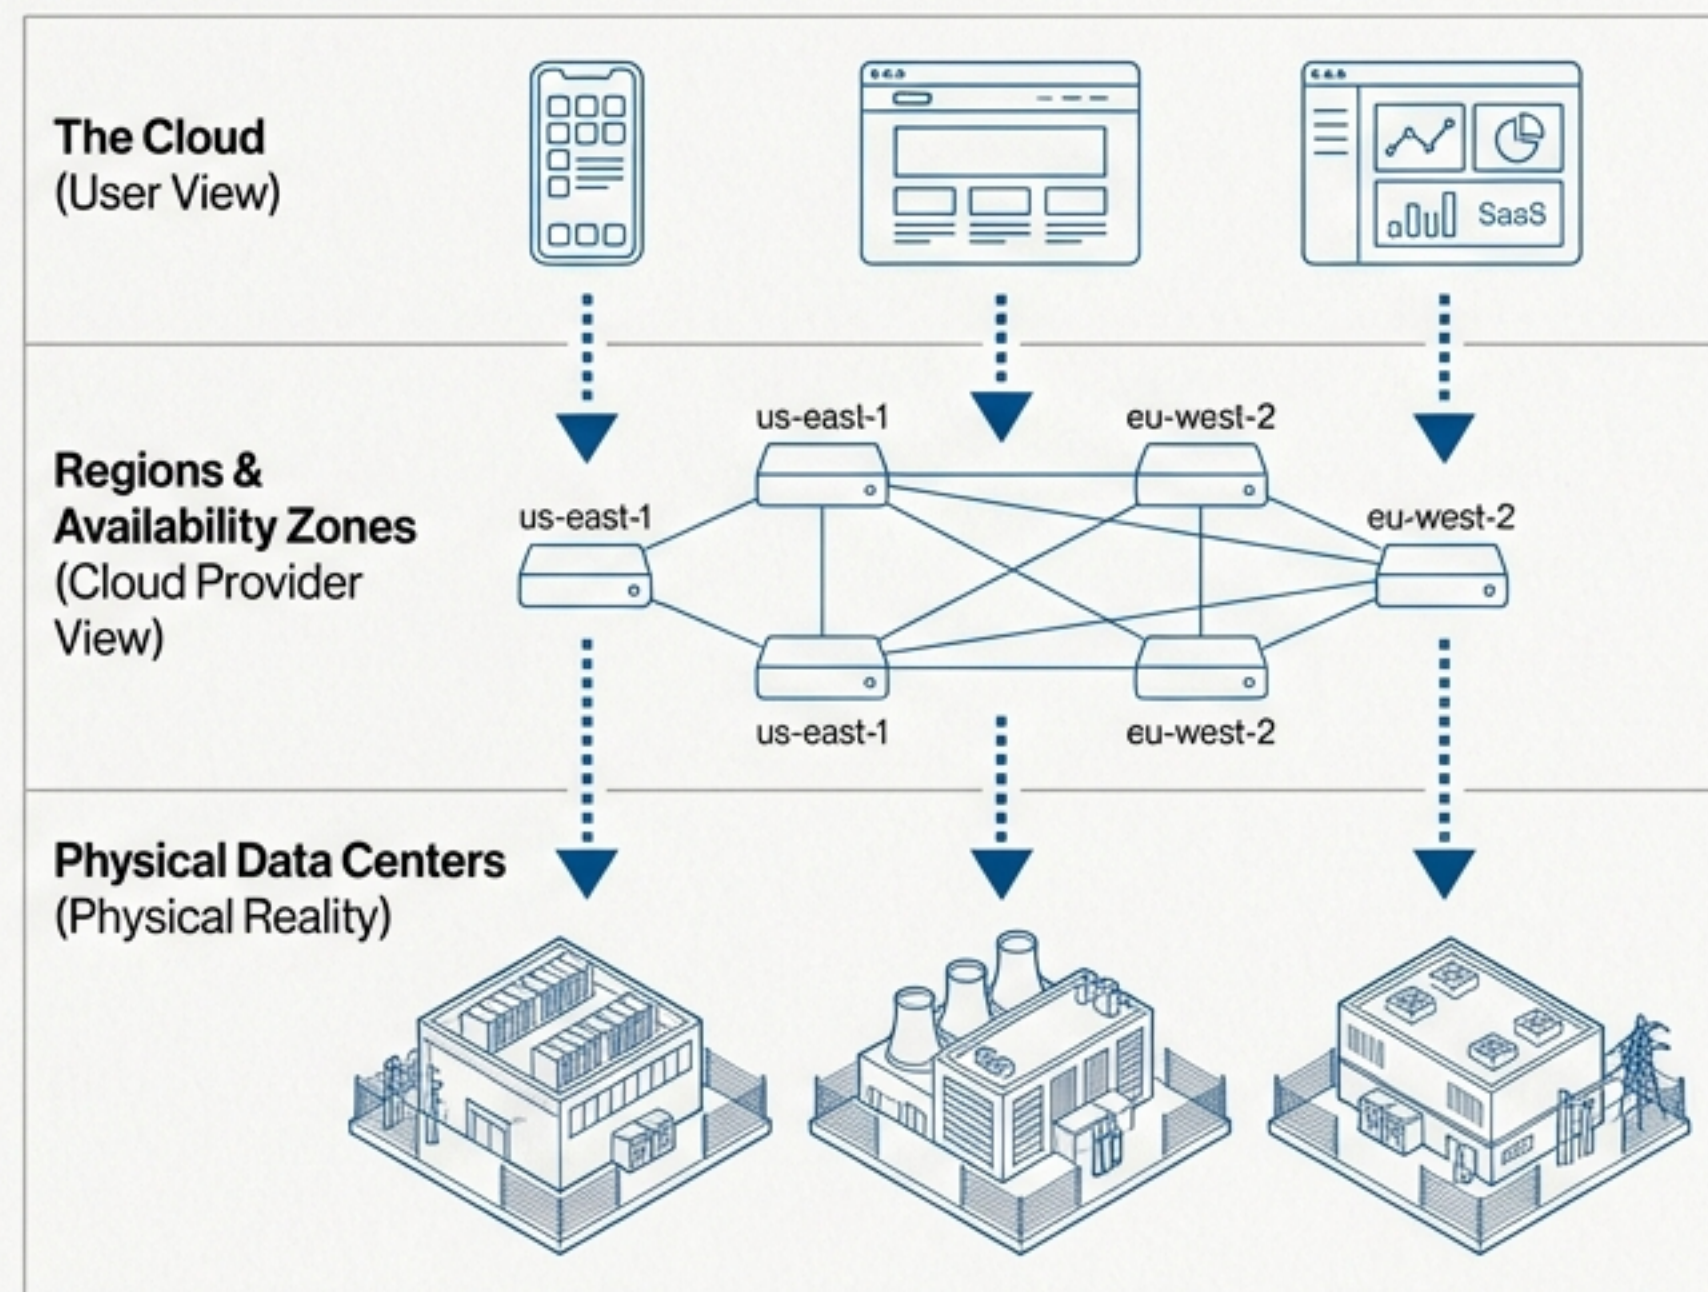 The Cloud
(User View)
SaaS
us-east-1
eu-west-2
Regions &
Availability Zones
(Cloud Provider
View)
us-east-1
eu-west-2
us-east-1
eu-west-2
Physical Data Centers
(Physical Reality)